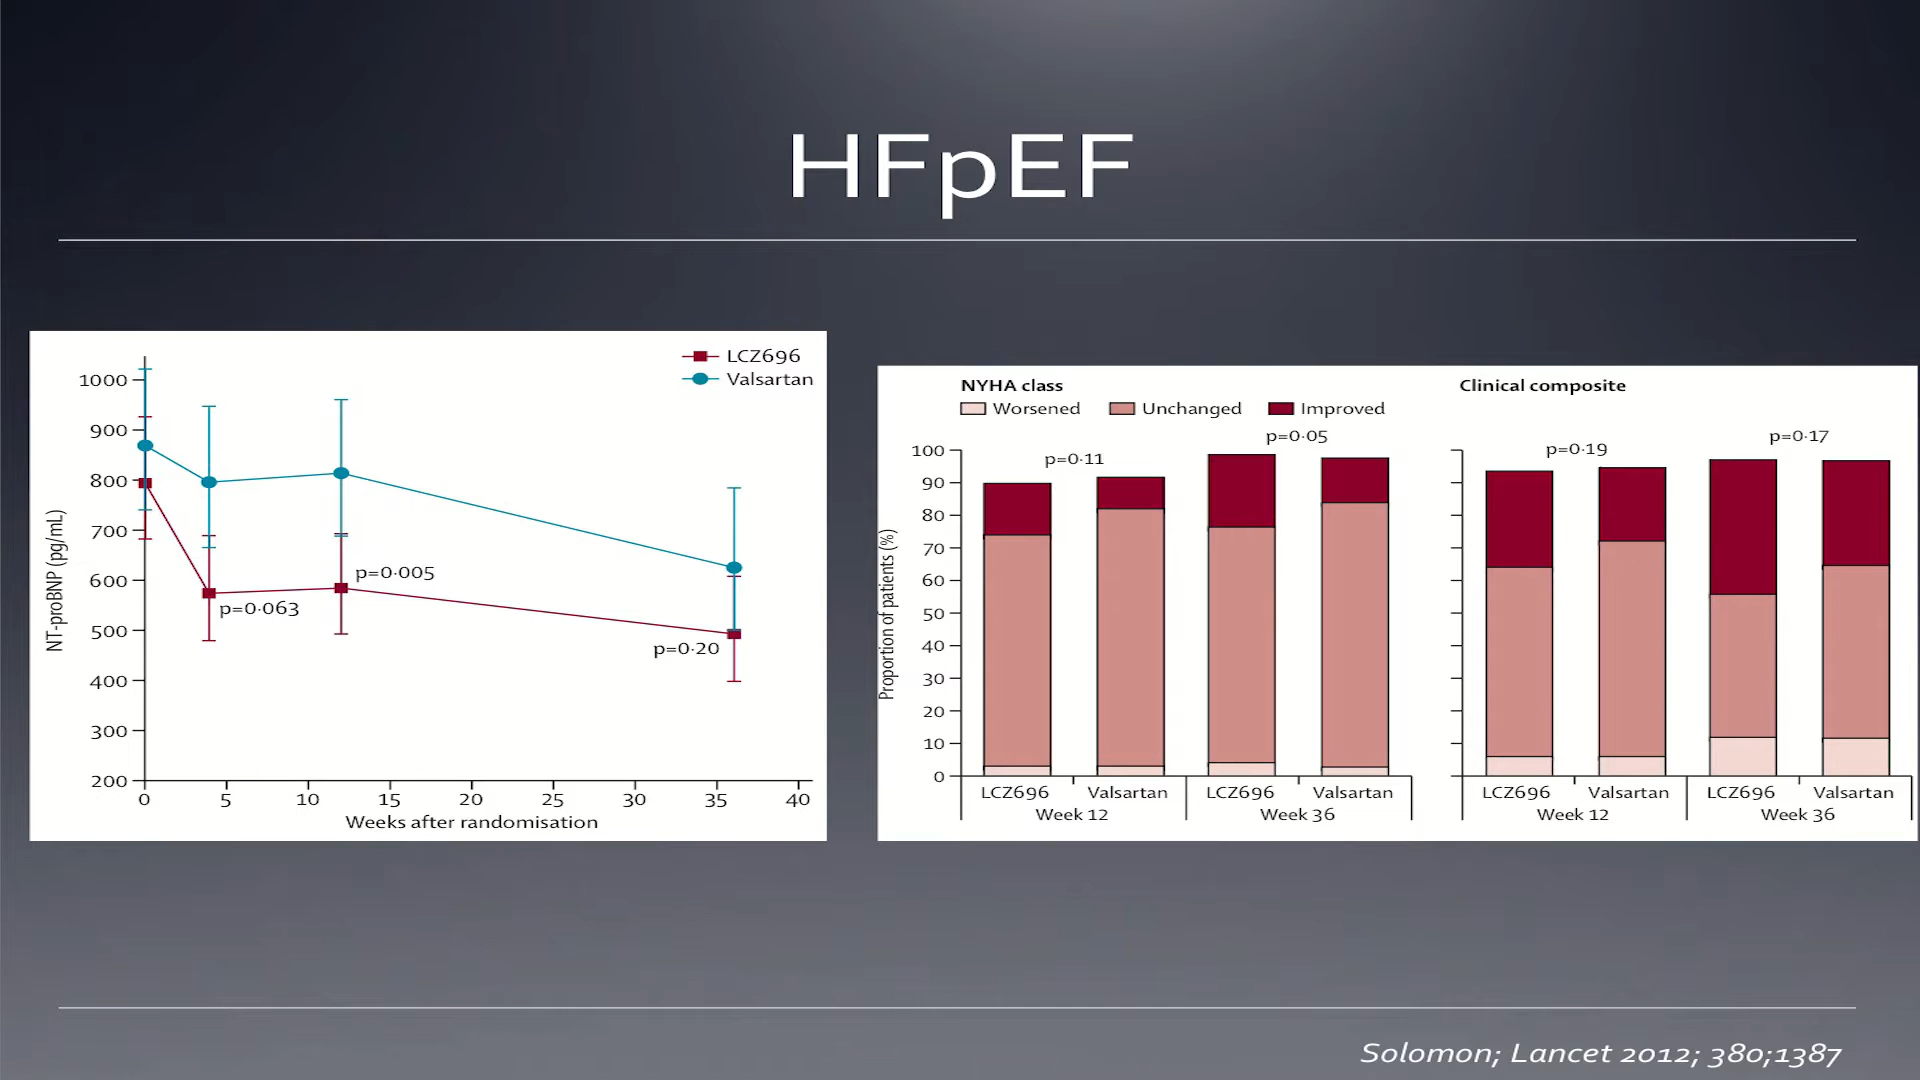 HFpEF
LCZ696
Valsartan
1000
900
800
700
600
500
400
300
200
NT-proBNP (pg/mL)
p=0·063
p=0·005
p=0·20
0 5 10 15 20 25 30 35 40
Weeks after randomisation
NYHA class
Worsened Unchanged Improved
Clinical composite
p=0·11
p=0·05
p=0·19
p=0·17
100
90
80
70
60
50
40
30
20
10
0
Proportion of patients (%)
LCZ696 Valsartan LCZ696 Valsartan
Week 12 Week 36
LCZ696 Valsartan LCZ696 Valsartan
Week 12 Week 36
Solomon; Lancet 2012; 380;1387